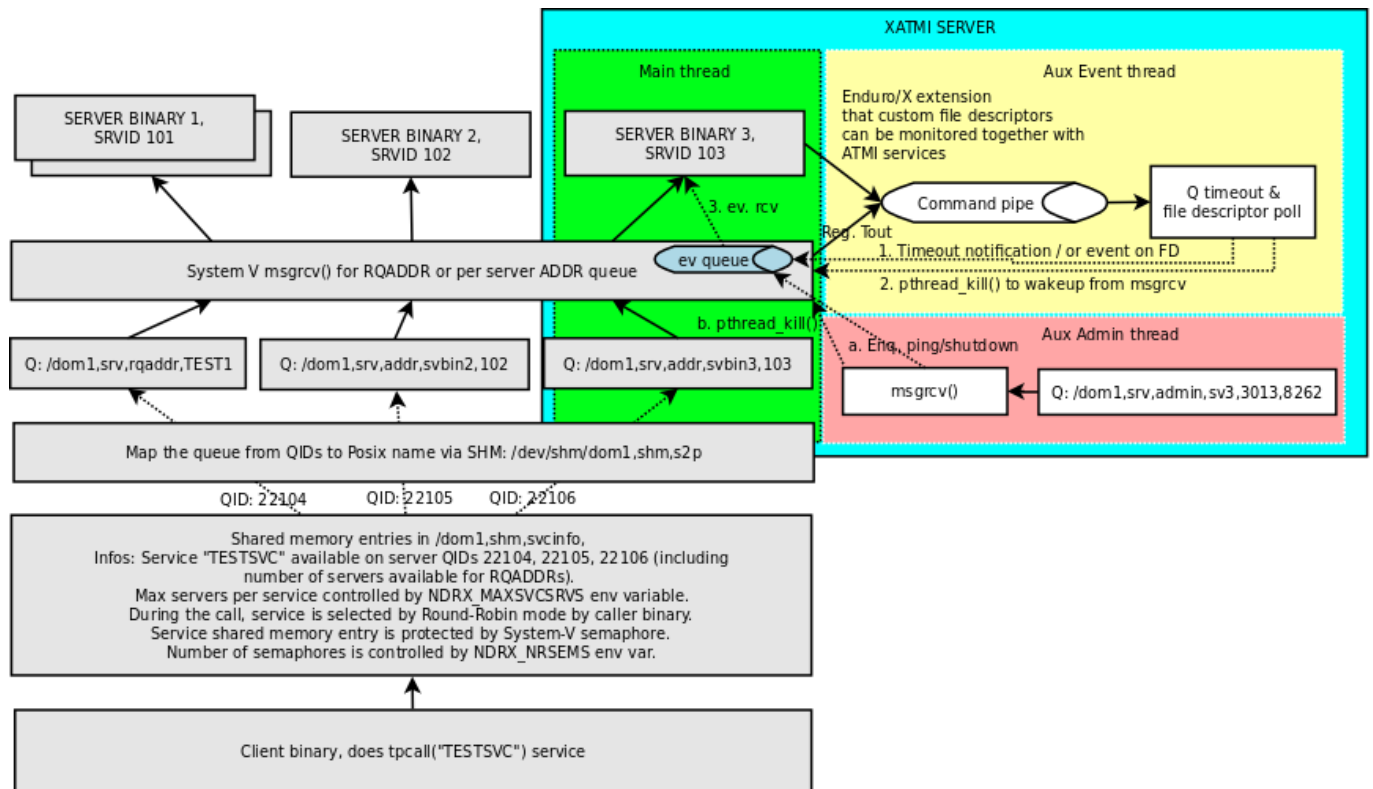 XATMI SERVER
Main thread
Aux Event thread
Enduro/X extension
that custom file descriptors
can be monitored together with
ATMI services
SERVER BINARY 1,
SRVID 101
SERVER BINARY 2,
SRVID 102
SERVER BINARY 3,
SRVID 103
Command pipe
Q timeout &
file descriptor poll
3. ev. rcv
Reg. Tout
1. Timeout notification / or event on FD
System V msgrcv() for RQADDR or per server ADDR queue
ev queue
2. pthread_kill() to wakeup from msgrcv
b. pthread_kill()
Aux Admin thread
a. Enq, ping/shutdown
Q: /dom1,srv,rqaddr,TEST1
Q: /dom1,srv,addr,svbin2,102
Q: /dom1,srv,addr,svbin3,103
msgrcv()
Q: /dom1,srv,admin,sv3,3013,8262
Map the queue from QIDs to Posix name via SHM: /dev/shm/dom1,shm,s2p
QID: 22104
QID: 22105
QID: 22106
Shared memory entries in /dom1,shm,svcinfo,
Infos: Service "TESTSVC" available on server QIDs 22104, 22105, 22106 (including
number of servers available for RQADDRs).
Max servers per service controlled by NDRX_MAXSVCSRVS env variable.
During the call, service is selected by Round-Robin mode by caller binary.
Service shared memory entry is protected by System-V semaphore.
Number of semaphores is controlled by NDRX_NRSEMS env var.
Client binary, does tpcall("TESTSVC") service